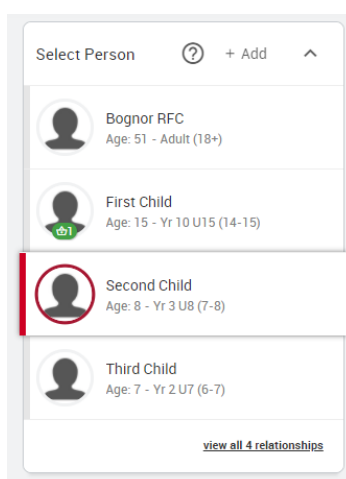 Select Person + Add
Bognor RFC
Age: 51 - Adult (18+)
First Child
Age: 15 - Yr 10 U15 (14-15)
1
Second Child
Age: 8 - Yr 3 U8 (7-8)
Third Child
Age: 7 - Yr 2 U7 (6-7)
view all 4 relationships